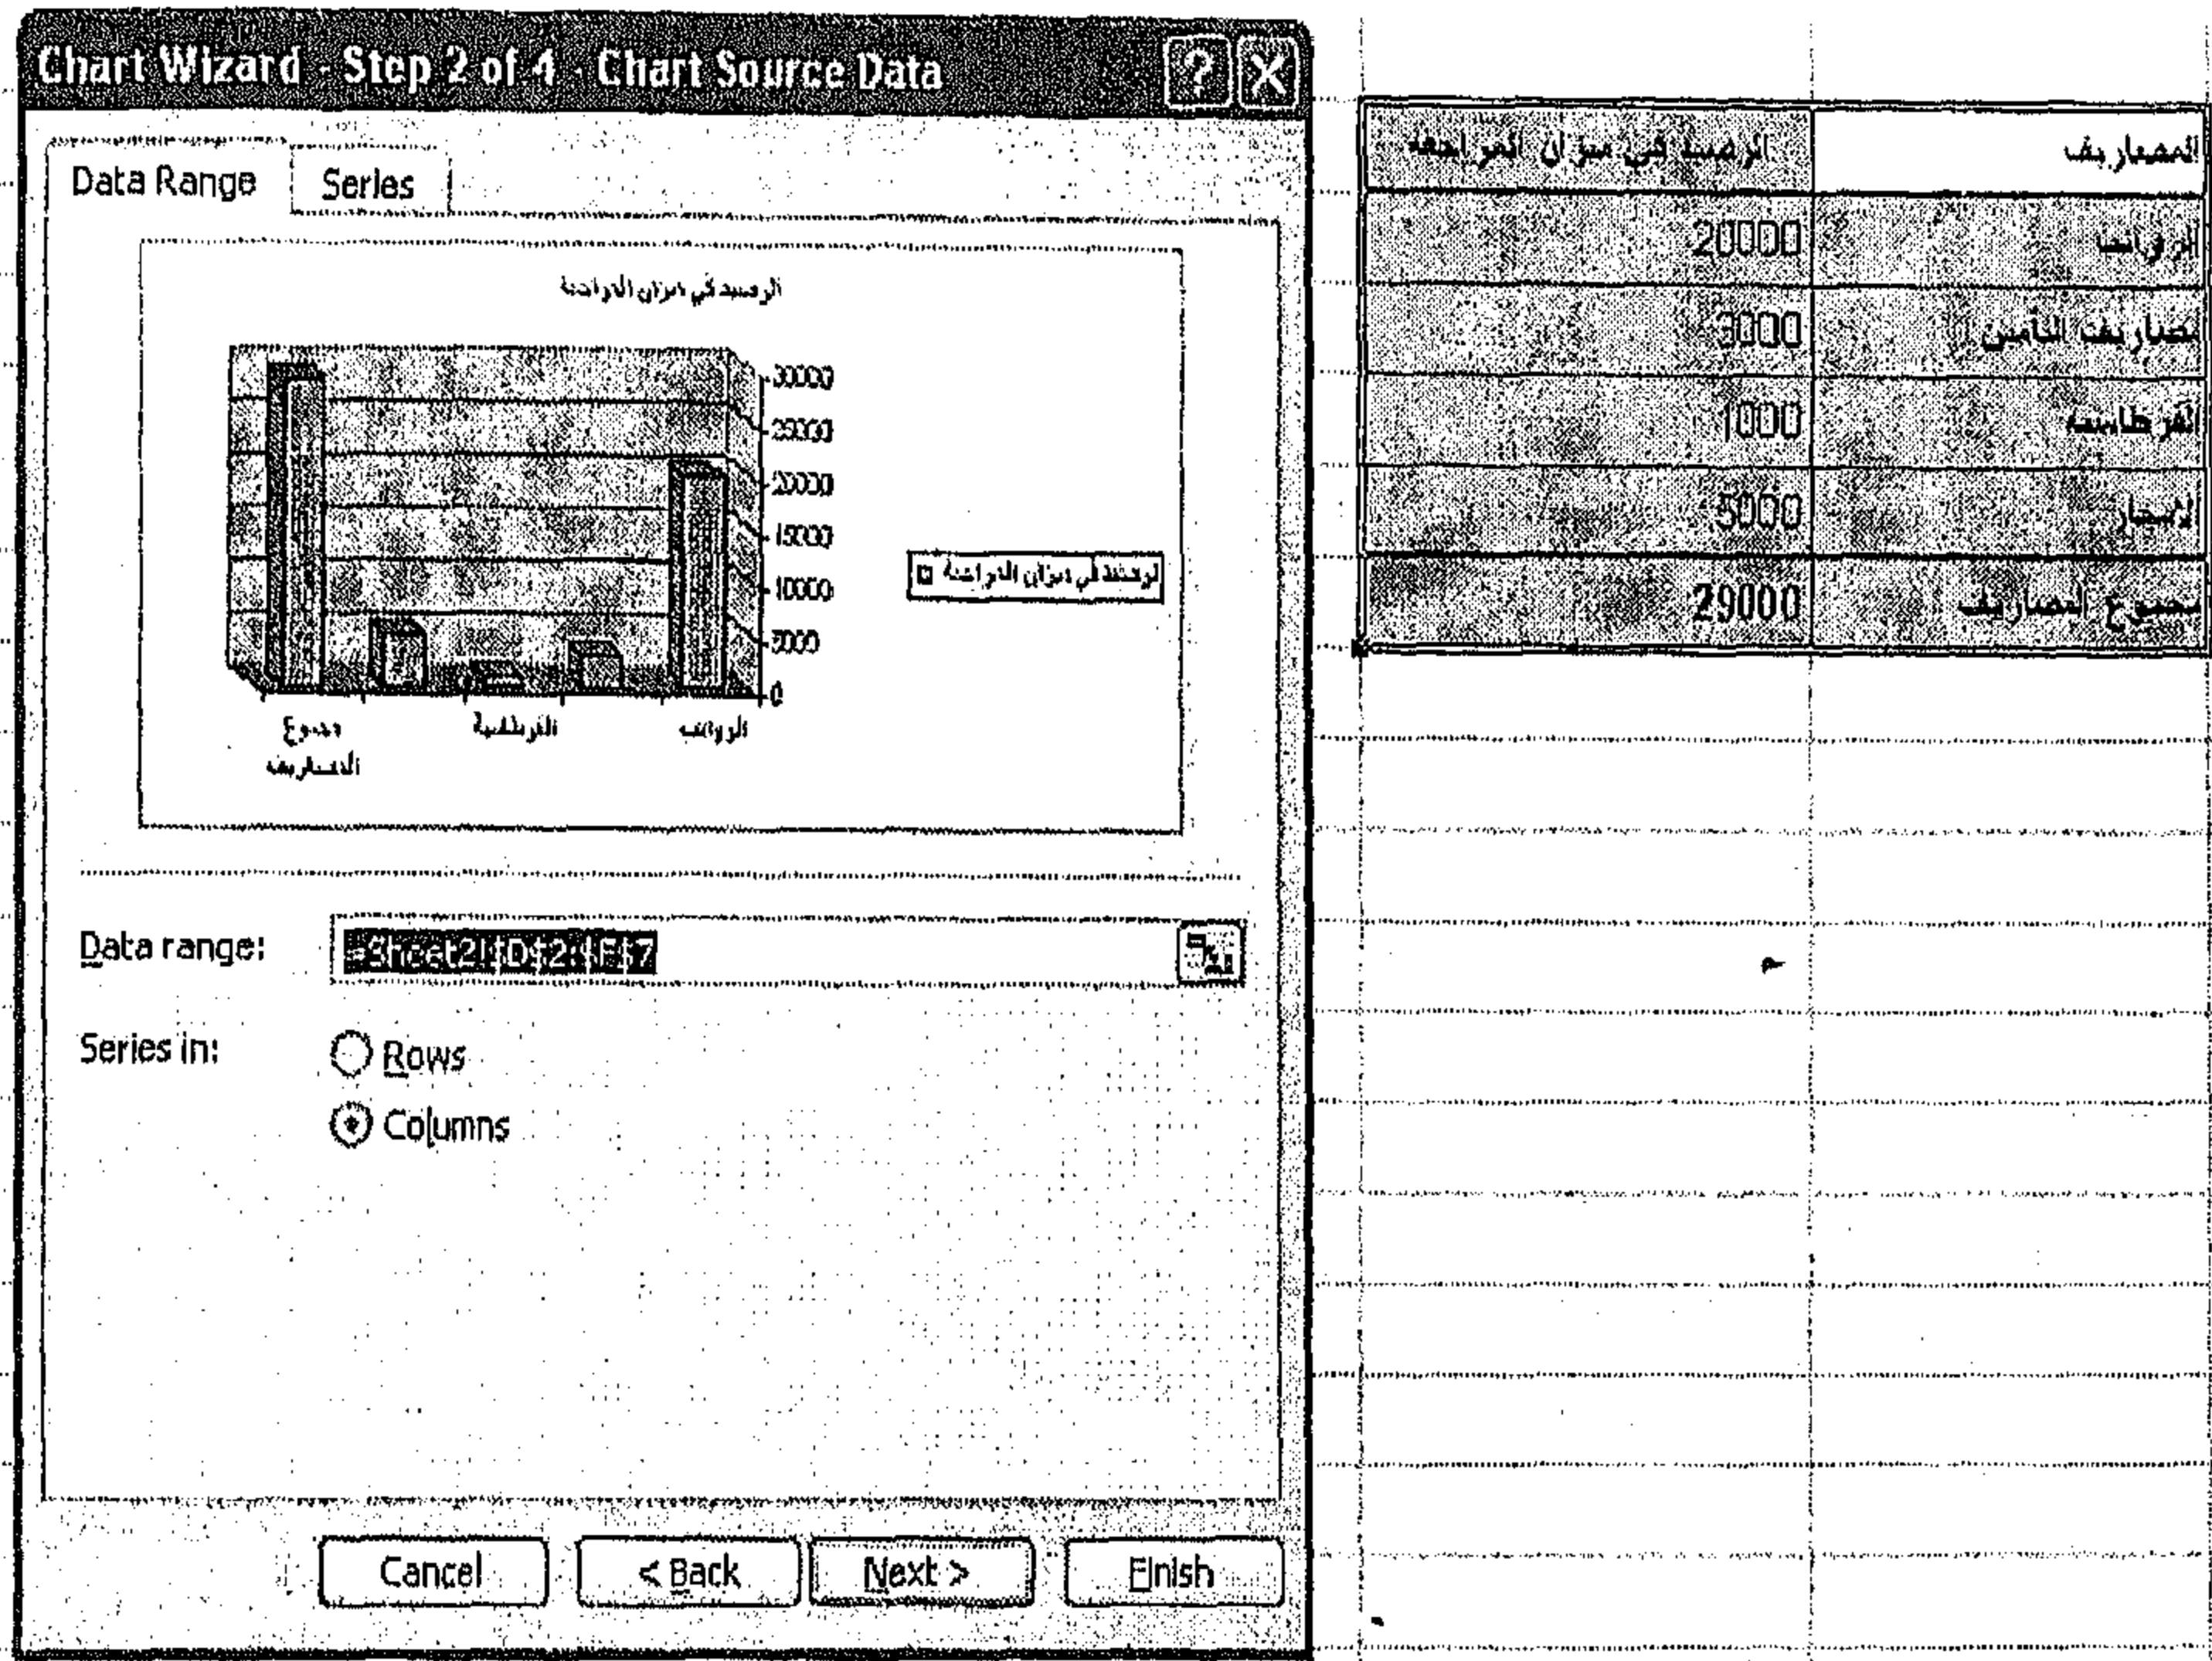 Chart Wizard - Step 2 of 4 - Chart Source Data
Data Range
Series
الرصيد في ميزان المراجعة
30000
25000
20000
15000
10000
5000
0
الرواتب
القرطاسية
مجموع
المصاريف
الرصيد في ميزان المراجعة
Data range:
=Sheet2!$D$2:$E$7
Series in:
Rows
Columns
Cancel
< Back
Next >
Finish
المصاريف الرصيد في ميزان المراجعة
الرواتب 20000
مصاريف التأمين 3000
القرطاسية 1000
5000
مجموع المصاريف 29000